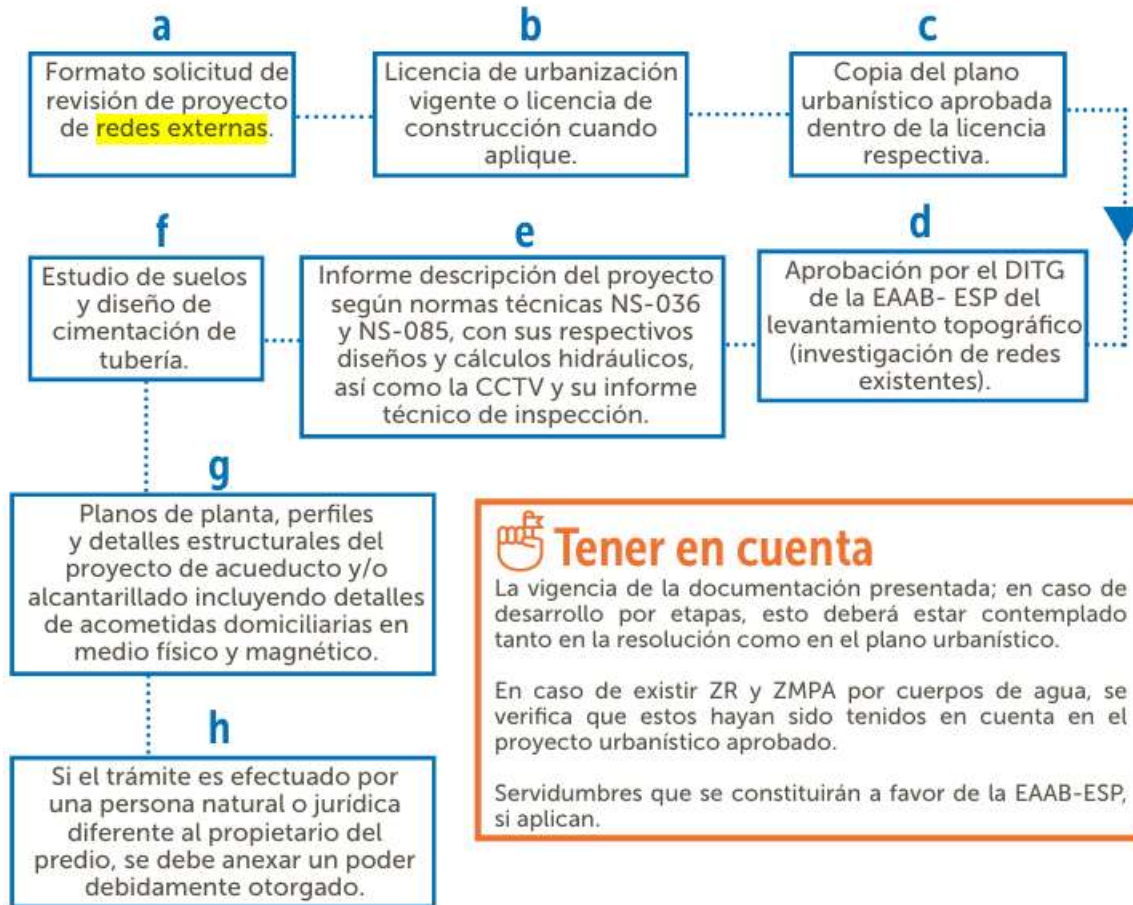 a
Formato solicitud de
revisión de proyecto
de redes externas.
b
Licencia de urbanización
vigente o licencia de
construcción cuando
aplique.
c
Copia del plano
urbanístico aprobada
dentro de la licencia
respectiva.
d
Aprobación por el DITG
de la EAAB- ESP del
levantamiento topográfico
(investigación de redes
existentes).
e
Informe descripción del proyecto
según normas técnicas NS-036
y NS-085, con sus respectivos
diseños y cálculos hidráulicos,
así como la CCTV y su informe
técnico de inspección.
f
Estudio de suelos
y diseño de
cimentación de
tubería.
g
Planos de planta, perfiles
y detalles estructurales del
proyecto de acueducto y/o
alcantarillado incluyendo detalles
de acometidas domiciliarias en
medio físico y magnético.
h
Si el trámite es efectuado por
una persona natural o jurídica
diferente al propietario del
predio, se debe anexar un poder
debidamente otorgado.
Tener en cuenta
La vigencia de la documentación presentada; en caso de
desarrollo por etapas, esto deberá estar contemplado
tanto en la resolución como en el plano urbanístico.
En caso de existir ZR y ZMPA por cuerpos de agua, se
verifica que estos hayan sido tenidos en cuenta en el
proyecto urbanístico aprobado.
Servidumbres que se constituirán a favor de la EAAB-ESP,
si aplican.